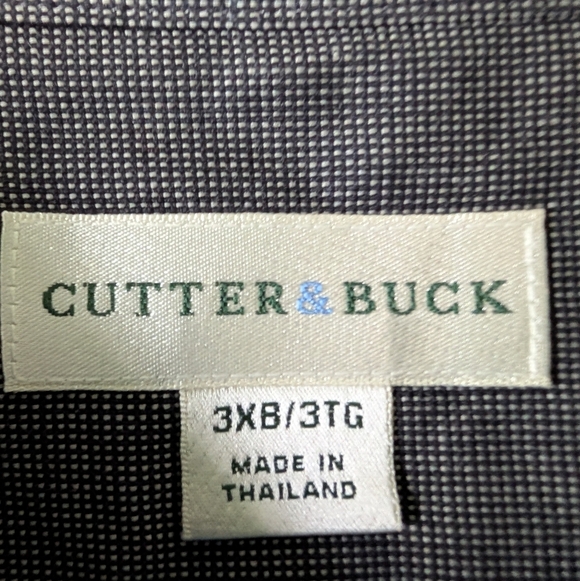 CUTTER & BUCK
3XB/3TG
MADE IN
THAILAND